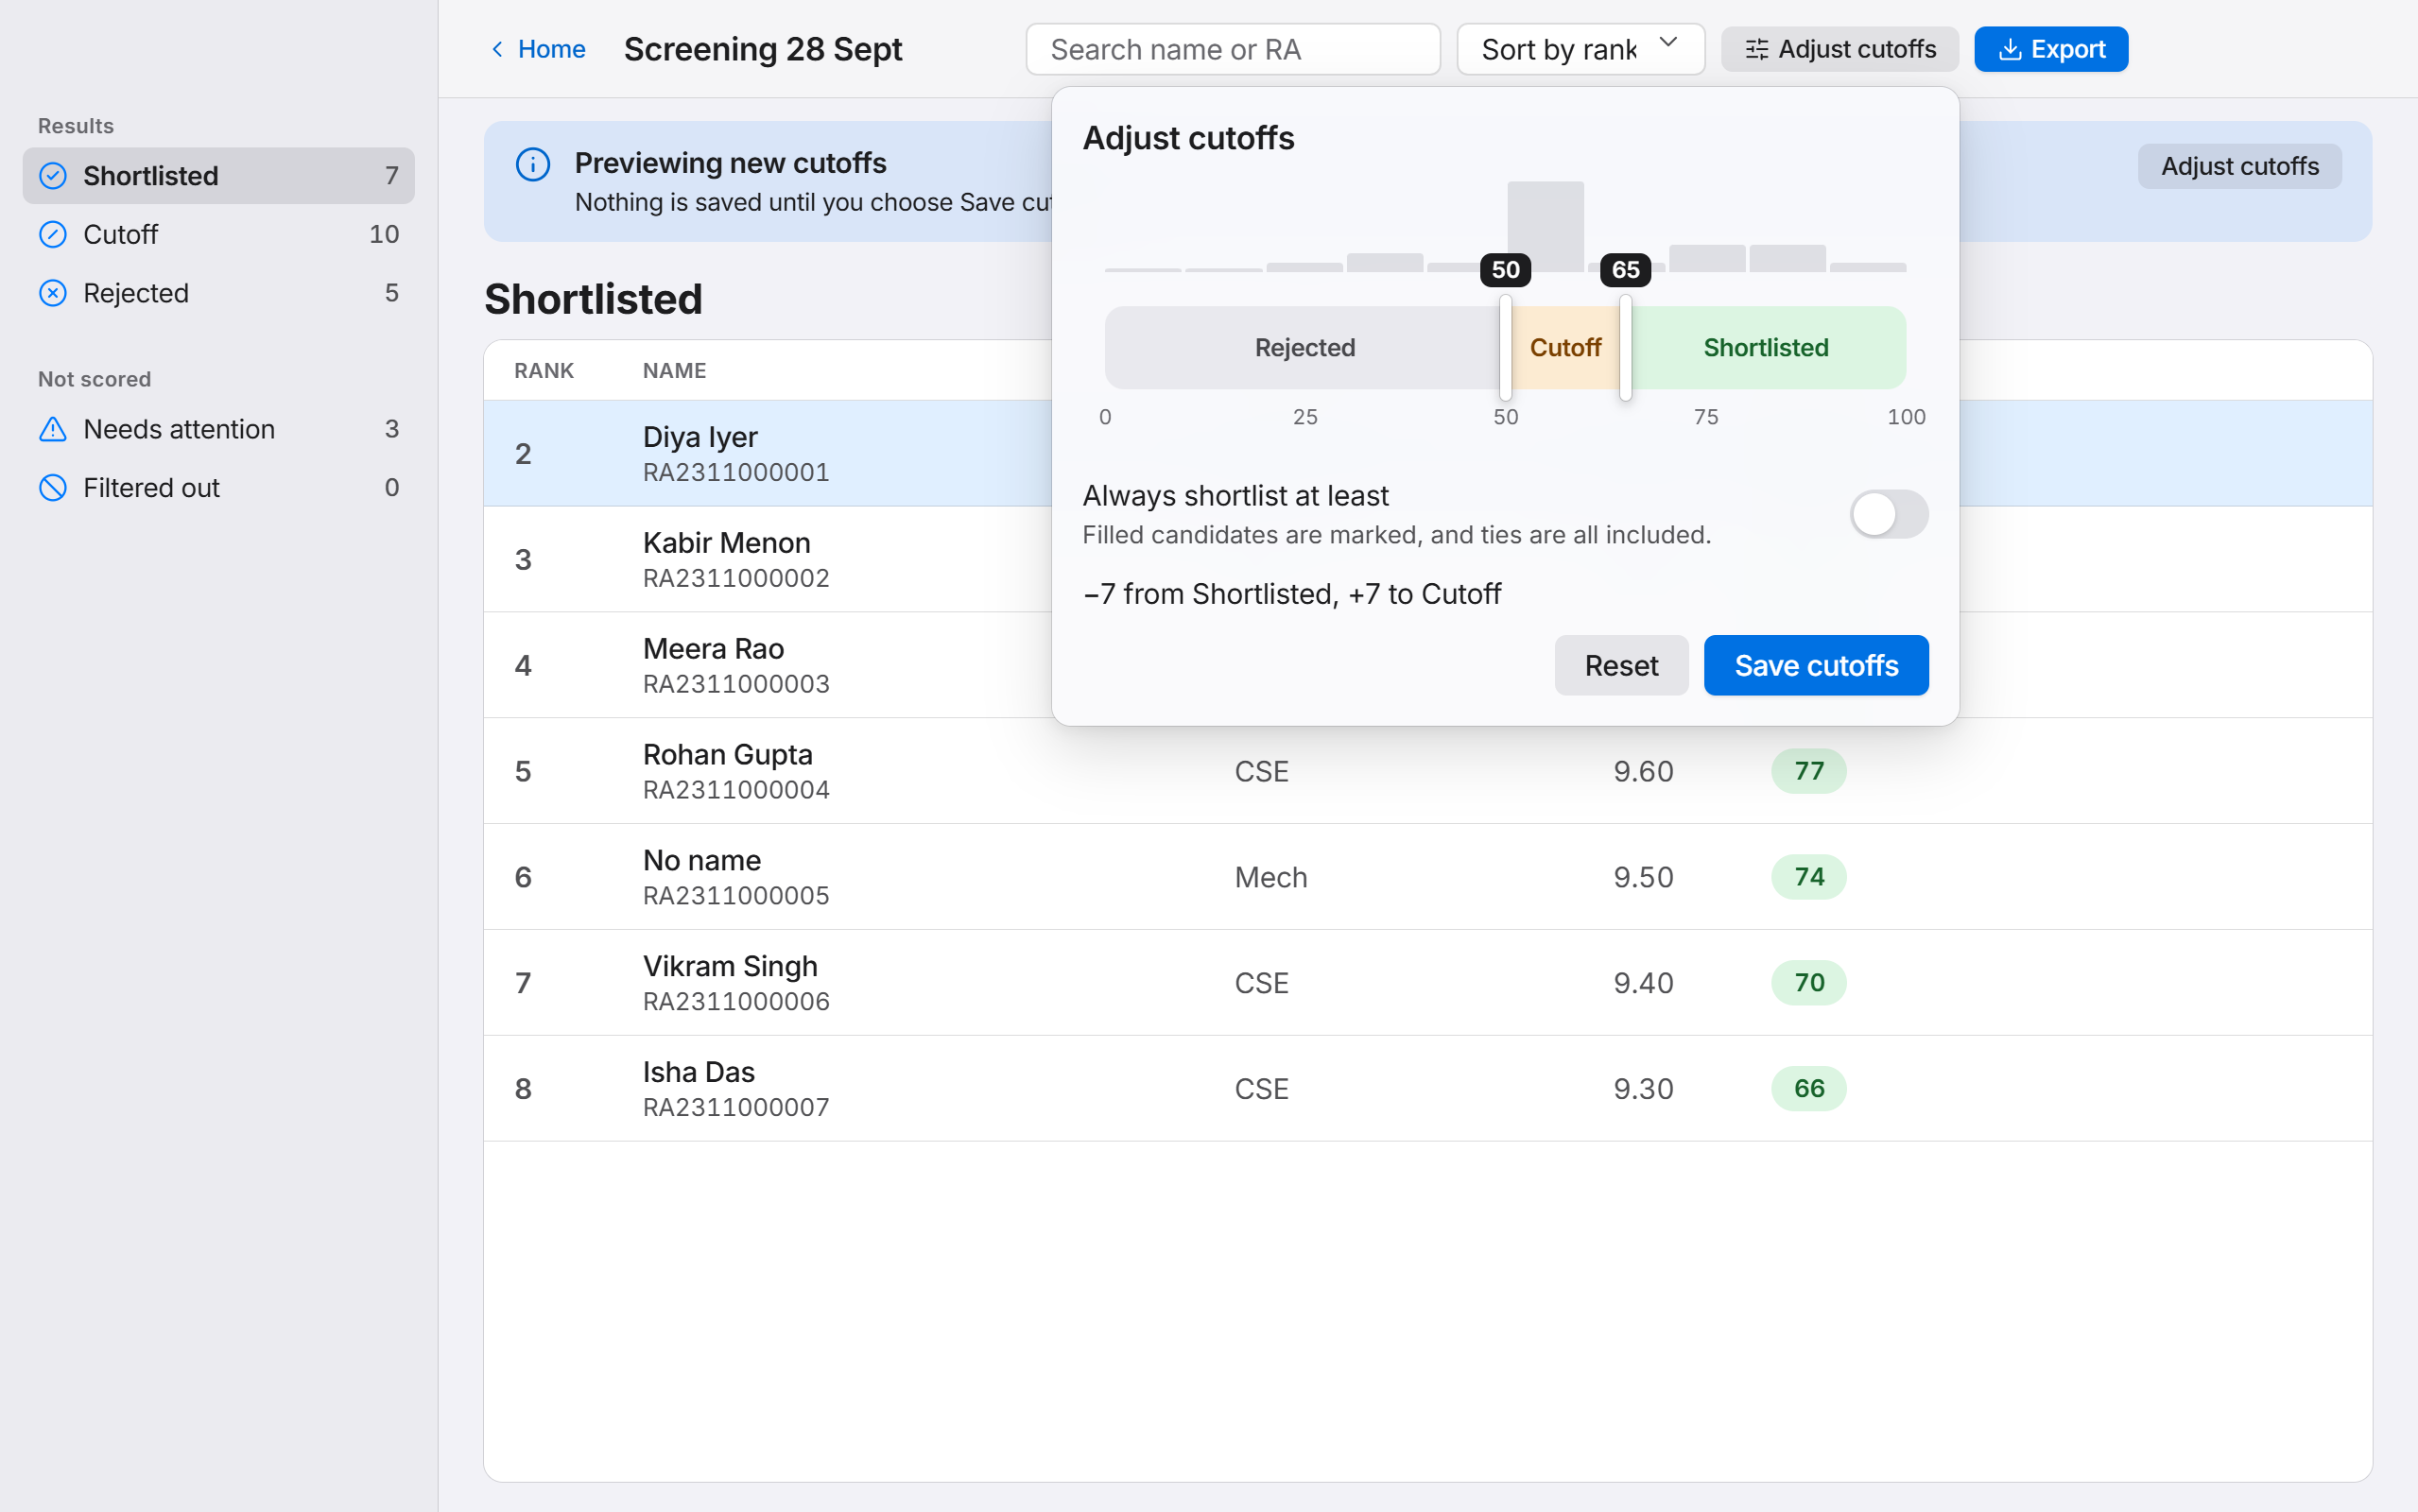 Home
Screening 28 Sept
Search name or RA
Sort by rank
Adjust cutoffs
Export
Results
Shortlisted 7
Cutoff 10
Rejected 5
Not scored
Needs attention 3
Filtered out 0
Previewing new cutoffs
Nothing is saved until you choose Save
Adjust cutoffs
Shortlisted
RANK NAME
2 Diya Iyer
RA2311000001
3 Kabir Menon
RA2311000002
4 Meera Rao
RA2311000003
5 Rohan Gupta CSE 9.60 77
RA2311000004
6 No name Mech 9.50 74
RA2311000005
7 Vikram Singh CSE 9.40 70
RA2311000006
8 Isha Das CSE 9.30 66
RA2311000007
Adjust cutoffs
50 65
Rejected Cutoff Shortlisted
0 25 50 75 100
Always shortlist at least
Filled candidates are marked, and ties are all included.
−7 from Shortlisted, +7 to Cutoff
Reset
Save cutoffs